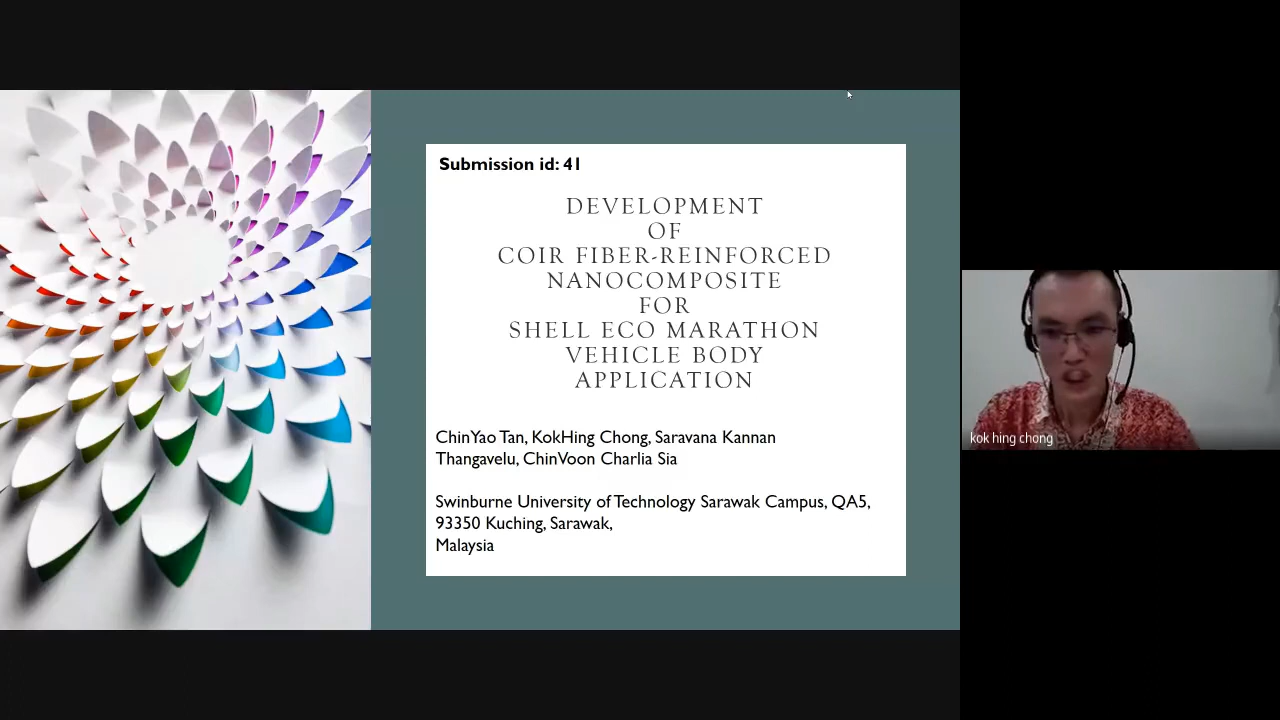 Submission id: 41
DEVELOPMENT
OF
COIR FIBER-REINFORCED
NANOCOMPOSITE
FOR
SHELL ECO MARATHON
VEHICLE BODY
APPLICATION
ChinYao Tan, KokHing Chong, Saravana Kannan
Thangavelu, ChinVoon Charlia Sia
Swinburne University of Technology Sarawak Campus, QA5,
93350 Kuching, Sarawak,
Malaysia
kok hing chong